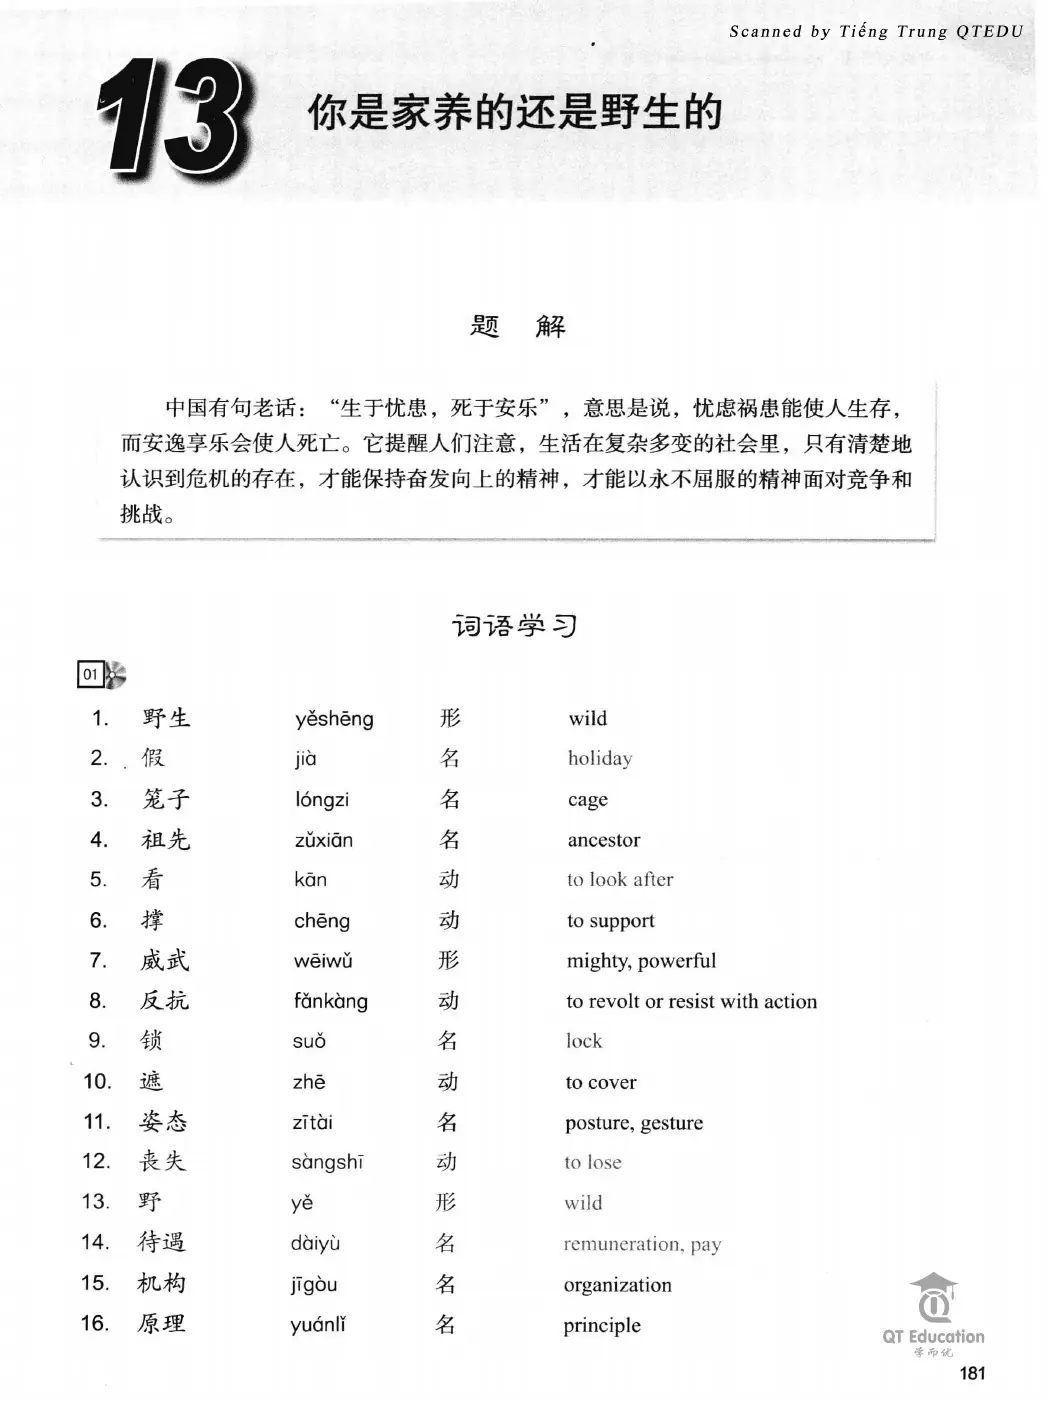 Scanned by Tiếng Trung QTEDU
13 你是家养的还是野生的
题 解
中国有句老话：“生于忧患，死于安乐”，意思是说，忧虑祸患能使人生存，
而安逸享乐会使人死亡。它提醒人们注意，生活在复杂多变的社会里，只有清楚地
认识到危机的存在，才能保持奋发向上的精神，才能以永不屈服的精神面对竞争和
挑战。
词语学习
01
1. 野生 yěshēng 形 wild
2. 假 jià 名 holiday
3. 笼子 lóngzi 名 cage
4. 祖先 zǔxiān 名 ancestor
5. 看 kān 动 to look after
6. 撑 chēng 动 to support
7. 威武 wēiwǔ 形 mighty, powerful
8. 反抗 fǎnkàng 动 to revolt or resist with action
9. 锁 suǒ 名 lock
10. 遮 zhē 动 to cover
11. 姿态 zītài 名 posture, gesture
12. 丧失 sàngshī 动 to lose
13. 野 yě 形 wild
14. 待遇 dàiyù 名 remuneration, pay
15. 机构 jīgòu 名 organization
16. 原理 yuánlǐ 名 principle
QT Education
学而优
181